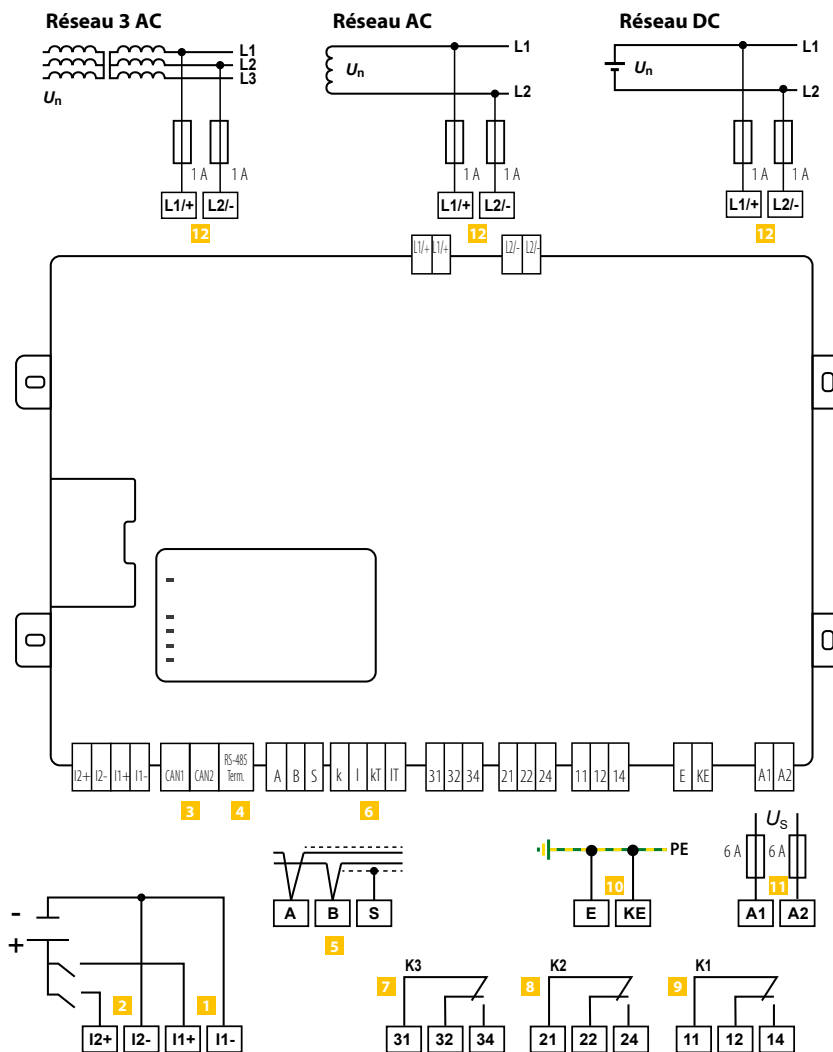 Réseau 3 AC
Réseau AC
Réseau DC
L1
L2
L3
Un
1 A
1 A
L1/+
L2/-
12
L1
Un
L2
1 A
1 A
L1/+
L2/-
12
L1
Un
L2
1 A
1 A
L1/+
L2/-
12
L1/+ L1/+ L2/- L2/-
I2+ I2- I1+ I1- CAN1 CAN2 RS-485 Term. A B S k l kT lT 31 32 34 21 22 24 11 12 14 E KE A1 A2
3
4
6
A B S
5
PE
10
E KE
US
6 A
6 A
11
A1 A2
-
+
2
1
I2+ I2- I1+ I1-
K3
7
31 32 34
K2
8
21 22 24
K1
9
11 12 14